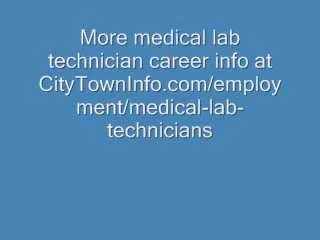 More medical lab
technician career info at
CityTownInfo.com/employ
ment/medical-lab-
technicians